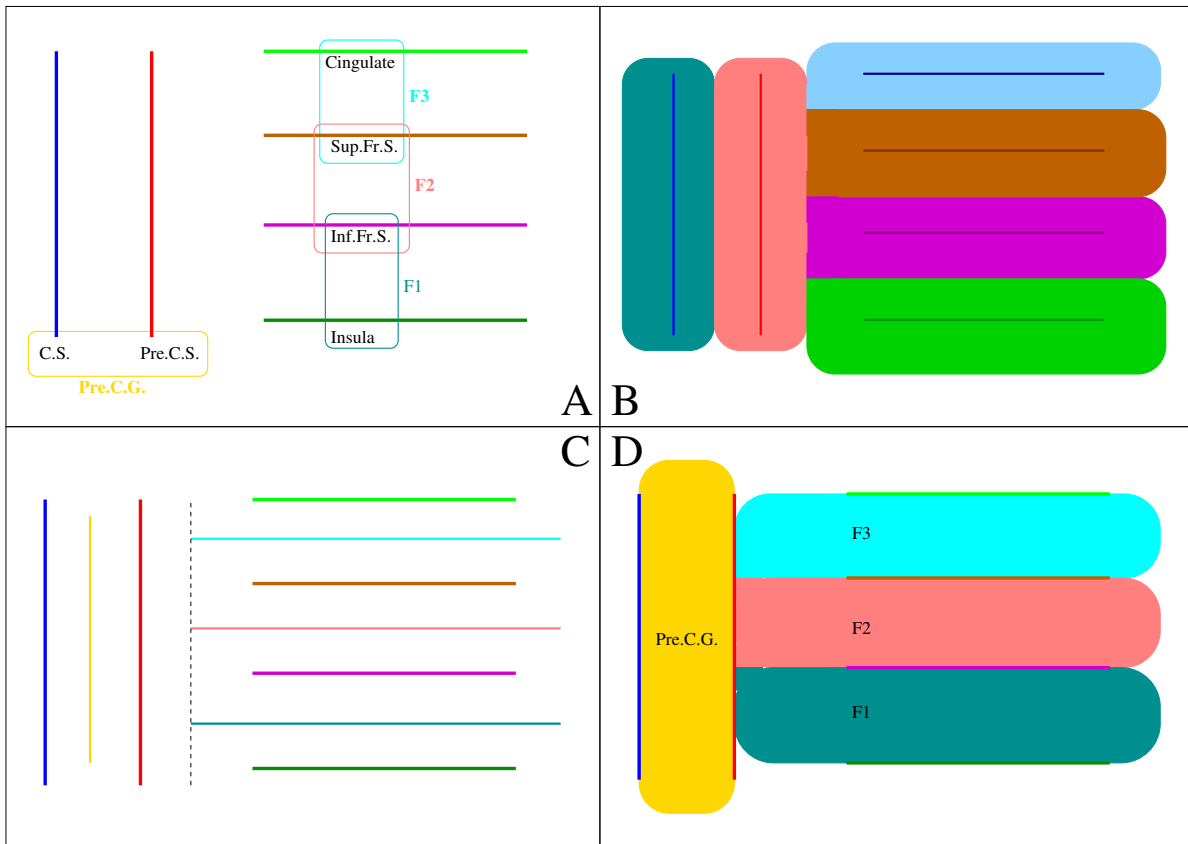 Cingulate
F3
Sup.Fr.S.
F2
Inf.Fr.S.
F1
Insula
C.S.
Pre.C.S.
Pre.C.G.
A
B
C
D
F3
F2
Pre.C.G.
F1